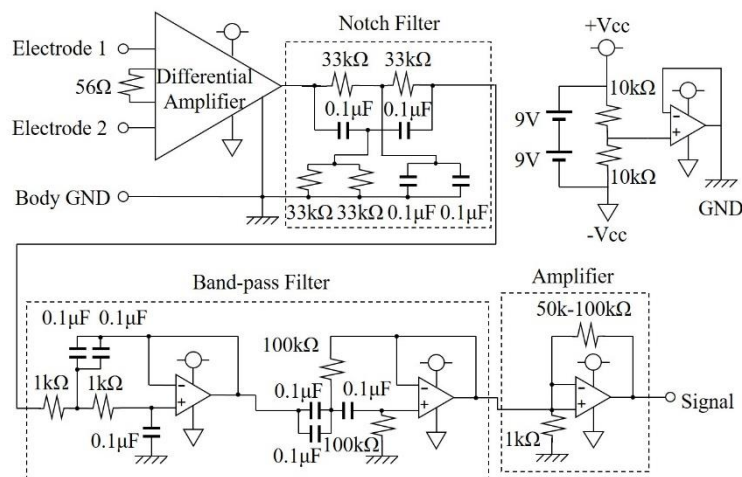 Notch Filter
Electrode 1
56Ω
Differential
Amplifier
Electrode 2
Body GND
33kΩ 33kΩ
0.1μF 0.1μF
33kΩ 33kΩ 0.1μF 0.1μF
+Vcc
10kΩ
9V
9V
10kΩ
-Vcc
GND
-
+
Band-pass Filter
0.1μF 0.1μF
1kΩ 1kΩ
0.1μF
-
+
100kΩ
0.1μF 0.1μF
0.1μF
100kΩ
-
+
Amplifier
50k-100kΩ
1kΩ
-
+
Signal